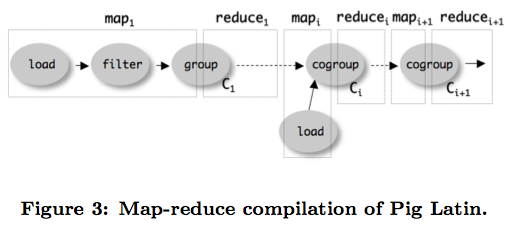 map1 reduce1 mapi reducei mapi+1 reducei+1
load filter group cogroup cogroup
C1 Ci Ci+1
load
Figure 3: Map-reduce compilation of Pig Latin.